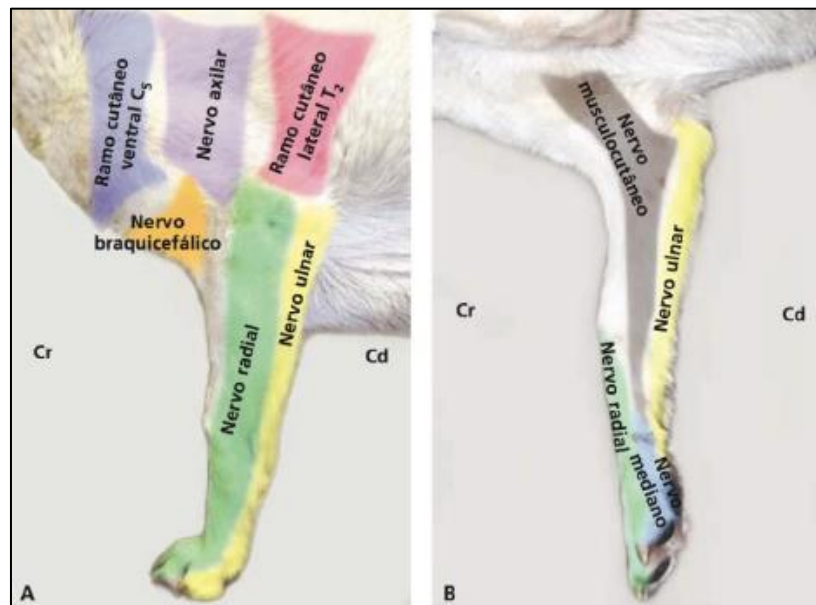 Ramo cutâneo
ventral C5
Nervo axilar
Ramo cutâneo
lateral T2
Nervo
braquicefálico
Nervo radial
Nervo ulnar
Cr
Cd
A
Nervo
musculocutâneo
Nervo ulnar
Cr
Cd
Nervo radial
Nervo
mediano
B